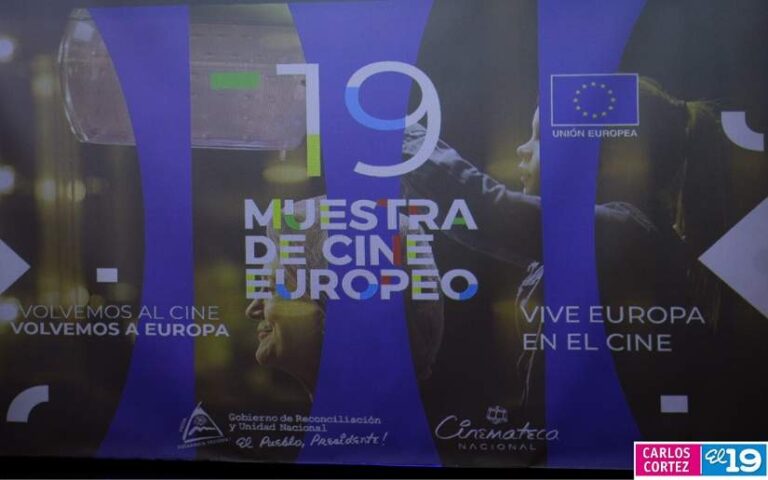 19
MUESTRA
DE CINE
EUROPEO
UNIÓN EUROPEA
VOLVEMOS AL CINE
VOLVEMOS A EUROPA
VIVE EUROPA
EN EL CINE
Gobierno de Reconciliación
y Unidad Nacional
El Pueblo, Presidente!
Cinemateca
NACIONAL
CARLOS
CORTEZ
El 19